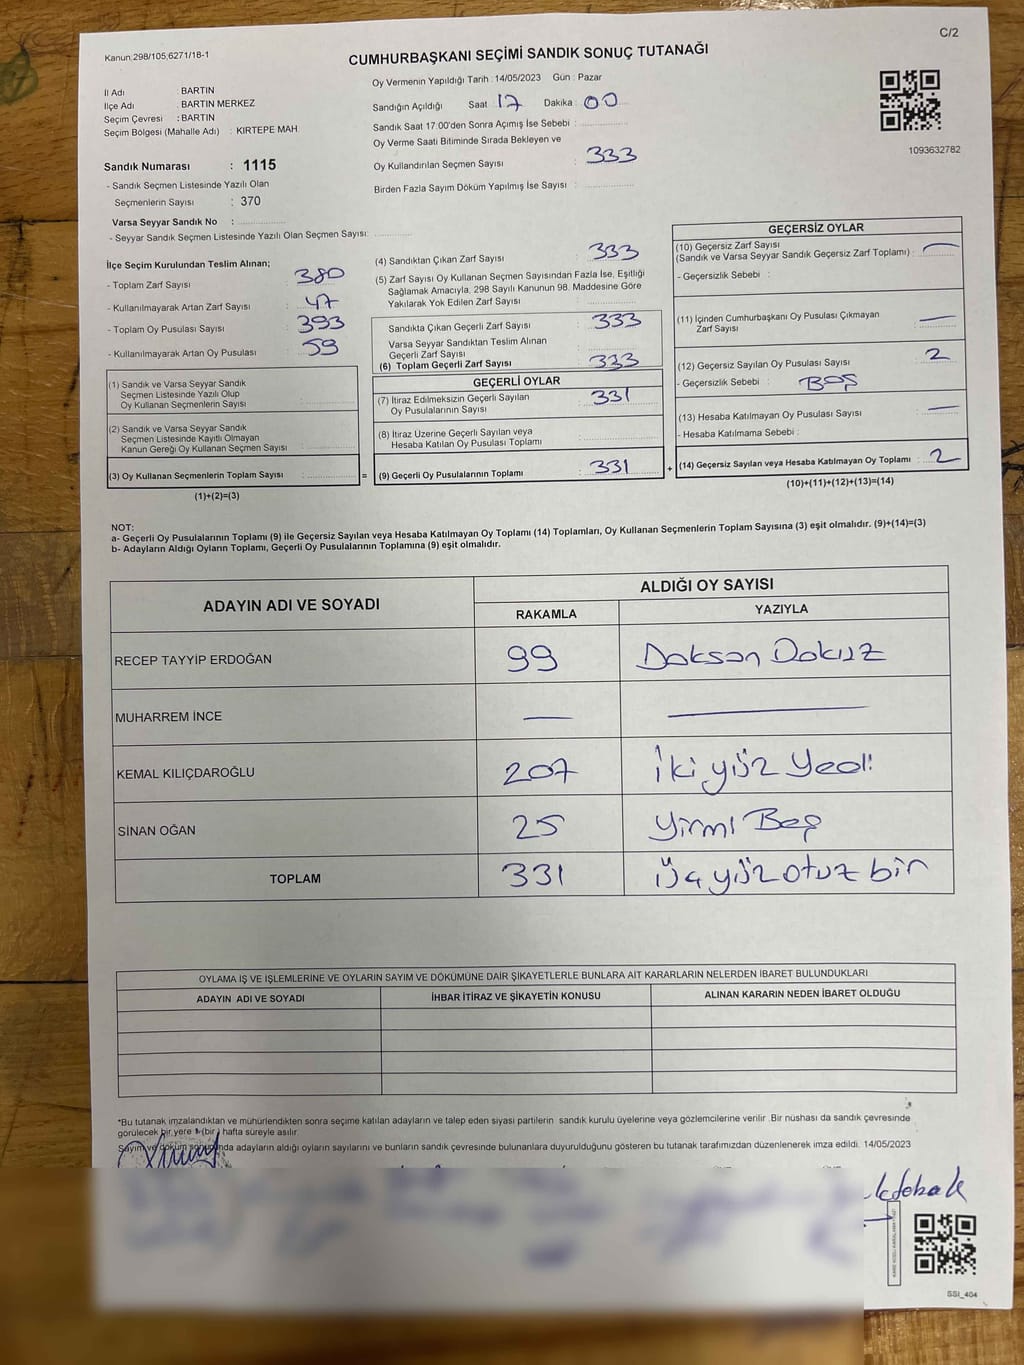 Kanun:298/105,6271/18-1
C/2
CUMHURBAŞKANI SEÇİMİ SANDIK SONUÇ TUTANAĞI
İl Adı : BARTIN
İlçe Adı : BARTIN MERKEZ
Seçim Çevresi : BARTIN
Seçim Bölgesi (Mahalle Adı) : KIRTEPE MAH.
Sandık Numarası : 1115
- Sandık Seçmen Listesinde Yazılı Olan
Seçmenlerin Sayısı : 370
Varsa Seyyar Sandık No :
- Seyyar Sandık Seçmen Listesinde Yazılı Olan Seçmen Sayısı:
Oy Vermenin Yapıldığı Tarih : 14/05/2023 Gün : Pazar
Sandığın Açıldığı Saat 17 Dakika : 00
Sandık Saat 17.00'den Sonra Açımış İse Sebebi :
Oy Verme Saati Bitiminde Sırada Bekleyen ve
Oy Kullandırılan Seçmen Sayısı : 333
Birden Fazla Sayım Döküm Yapılmış İse Sayısı :
1093632782
İlçe Seçim Kurulundan Teslim Alınan;
- Toplam Zarf Sayısı : 380
- Kullanılmayarak Artan Zarf Sayısı : 47
- Toplam Oy Pusulası Sayısı : 393
- Kullanılmayarak Artan Oy Pusulası : 59
(1) Sandık ve Varsa Seyyar Sandık
Seçmen Listesinde Yazılı Olup
Oy Kullanan Seçmenlerin Sayısı :
(2) Sandık ve Varsa Seyyar Sandık
Seçmen Listesinde Kayıtlı Olmayan
Kanun Gereği Oy Kullanan Seçmen Sayısı :
(3) Oy Kullanan Seçmenlerin Toplam Sayısı : =
(1)+(2)=(3)
(4) Sandıktan Çıkan Zarf Sayısı : 333
(5) Zarf Sayısı Oy Kullanan Seçmen Sayısından Fazla İse, Eşitliği
Sağlamak Amacıyla, 298 Sayılı Kanunun 98. Maddesine Göre
Yakılarak Yok Edilen Zarf Sayısı :
Sandıkta Çıkan Geçerli Zarf Sayısı : 333
Varsa Seyyar Sandıktan Teslim Alınan
Geçerli Zarf Sayısı :
(6) Toplam Geçerli Zarf Sayısı : 333
GEÇERLİ OYLAR
(7) İtiraz Edilmeksizin Geçerli Sayılan
Oy Pusulalarının Sayısı : 331
(8) İtiraz Üzerine Geçerli Sayılan veya
Hesaba Katılan Oy Pusulası Toplamı :
(9) Geçerli Oy Pusulalarının Toplamı : 331 +
GEÇERSİZ OYLAR
(10) Geçersiz Zarf Sayısı
(Sandık ve Varsa Seyyar Sandık Geçersiz Zarf Toplamı) : —
- Geçersizlik Sebebi :
(11) İçinden Cumhurbaşkanı Oy Pusulası Çıkmayan
Zarf Sayısı : —
(12) Geçersiz Sayılan Oy Pusulası Sayısı : 2
- Geçersizlik Sebebi : BOŞ
(13) Hesaba Katılmayan Oy Pusulası Sayısı : —
- Hesaba Katılmama Sebebi :
(14) Geçersiz Sayılan veya Hesaba Katılmayan Oy Toplamı : 2
(10)+(11)+(12)+(13)=(14)
NOT:
a- Geçerli Oy Pusulalarının Toplamı (9) ile Geçersiz Sayılan veya Hesaba Katılmayan Oy Toplamı (14) Toplamları, Oy Kullanan Seçmenlerin Toplam Sayısına (3) eşit olmalıdır. (9)+(14)=(3)
b- Adayların Aldığı Oyların Toplamı, Geçerli Oy Pusulalarının Toplamına (9) eşit olmalıdır.
ADAYIN ADI VE SOYADI
ALDIĞI OY SAYISI
RAKAMLA YAZIYLA
RECEP TAYYİP ERDOĞAN 99 Doksan Dokuz
MUHARREM İNCE — —
KEMAL KILIÇDAROĞLU 207 İki yüz Yedi
SİNAN OĞAN 25 Yirmi Beş
TOPLAM 331 üç yüz otuz bir
OYLAMA İŞ VE İŞLEMLERİNE VE OYLARIN SAYIM VE DÖKÜMÜNE DAİR ŞİKAYETLERLE BUNLARA AİT KARARLARIN NELERDEN İBARET BULUNDUKLARI
ADAYIN ADI VE SOYADI İHBAR İTİRAZ VE ŞİKAYETİN KONUSU ALINAN KARARIN NEDEN İBARET OLDUĞU
*Bu tutanak imzalandıktan ve mühürlendikten sonra seçime katılan adayların ve talep eden siyasi partilerin sandık kurulu üyelerine veya gözlemcilerine verilir. Bir nüshası da sandık çevresinde
görülecek bir yere 1 (bir) hafta süreyle asılır.
Sayım ve döküm sonunda adayların aldığı oyların sayılarını ve bunların sandık çevresinde bulunanlara duyurulduğunu gösteren bu tutanak tarafımızdan düzenlenerek imza edildi. 14/05/2023
SSI_404